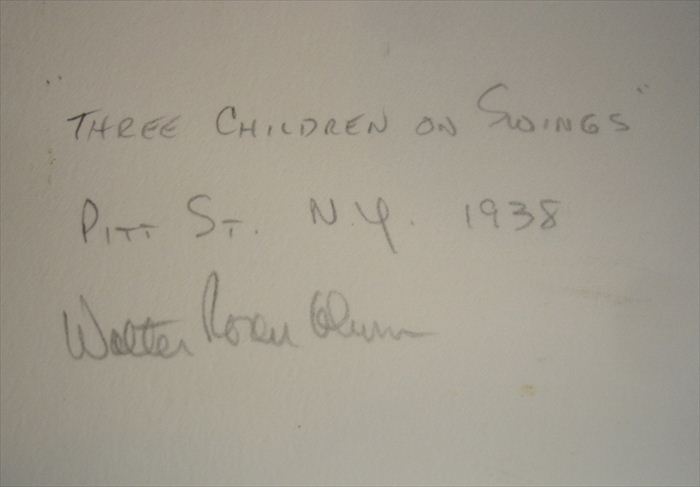 "THREE CHILDREN ON SWINGS"
PITT ST. N.Y. 1938
Walter Rosenblum